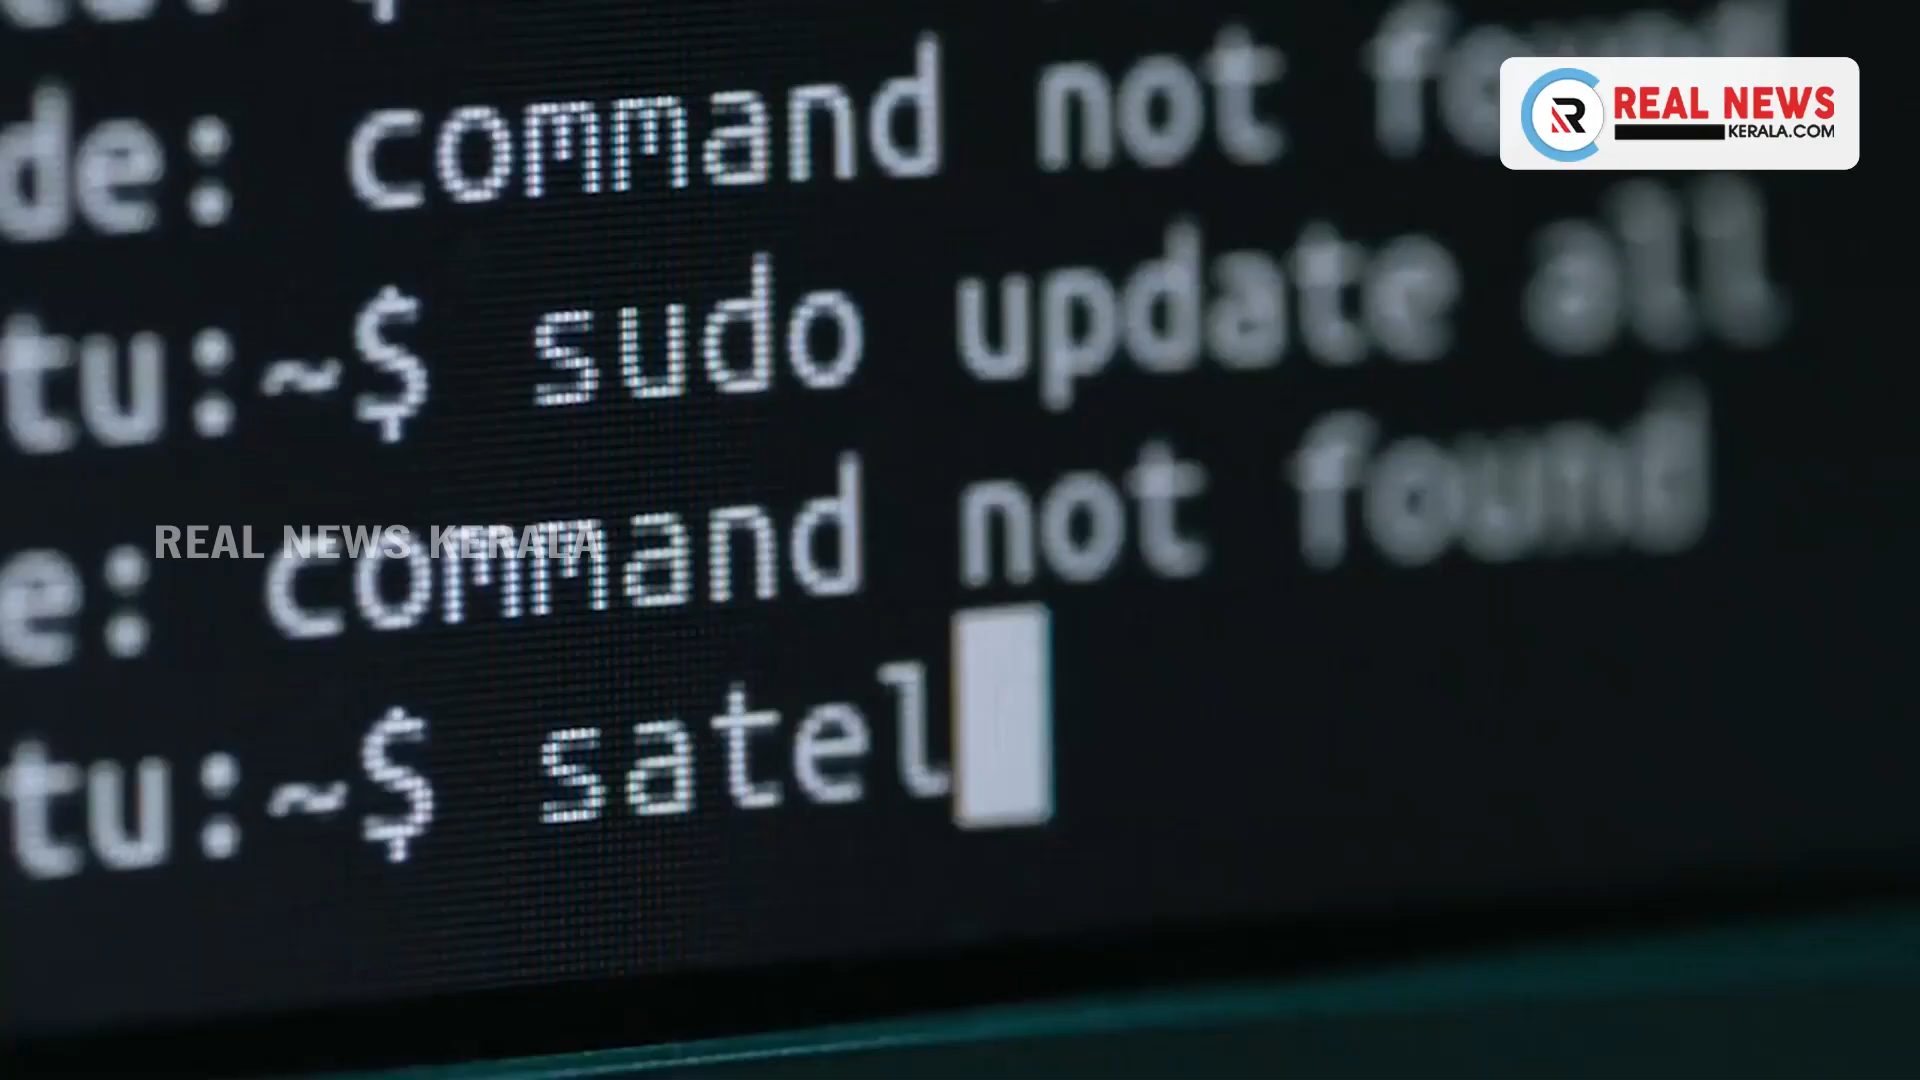 de: command not found
REAL NEWS
KERALA.COM
tu:~$ sudo update all
REAL NEWS KERALA
e: command not found
tu:~$ satel